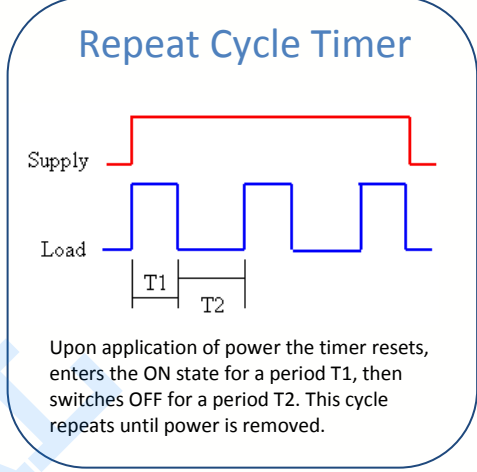 Repeat Cycle Timer
Supply
Load
T1
T2
Upon application of power the timer resets,
enters the ON state for a period T1, then
switches OFF for a period T2. This cycle
repeats until power is removed.